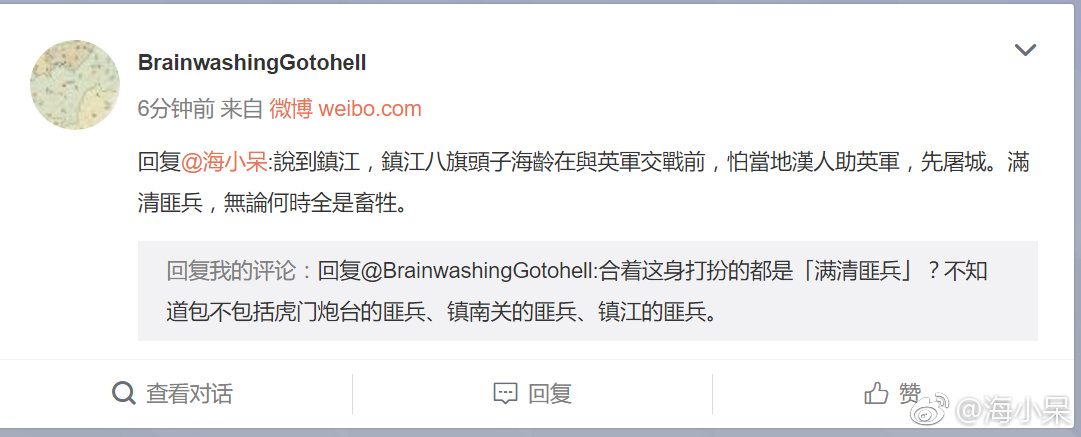 BrainwashingGotohell
6分钟前 来自 微博 weibo.com
回复@海小呆:說到鎮江，鎮江八旗頭子海齡在與英軍交戰前，怕當地漢人助英軍，先屠城。滿
清匪兵，無論何時全是畜牲。
回复我的评论：回复@BrainwashingGotohell:合着这身打扮的都是「满清匪兵」？不知
道包不包括虎门炮台的匪兵、镇南关的匪兵、镇江的匪兵。
查看对话 回复 赞
@海小呆